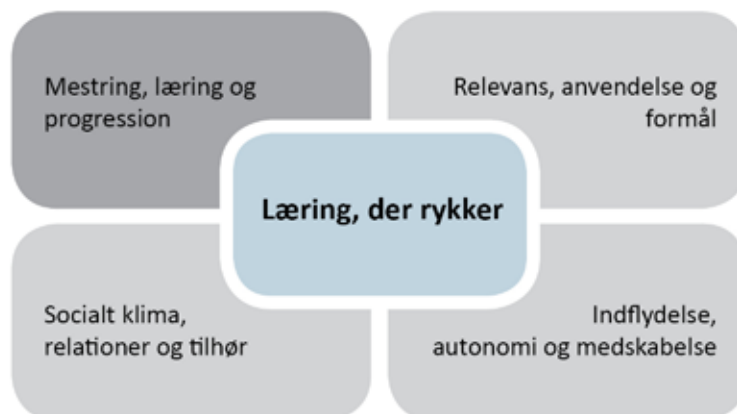 Mestring, læring og
progression
Relevans, anvendelse og
formål
Læring, der rykker
Socialt klima,
relationer og tilhør
Indflydelse,
autonomi og medskabelse